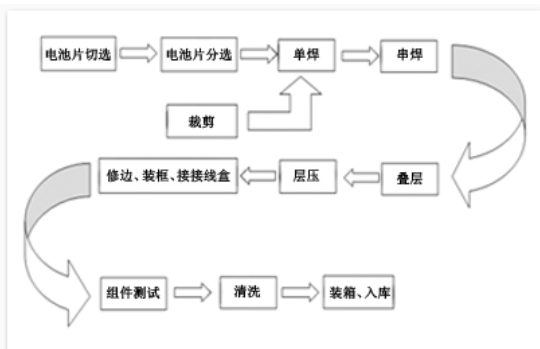 电池片切选
电池片分选
单焊
串焊
裁剪
修边、装框、接接线盒
层压
叠层
组件测试
清洗
装箱、入库